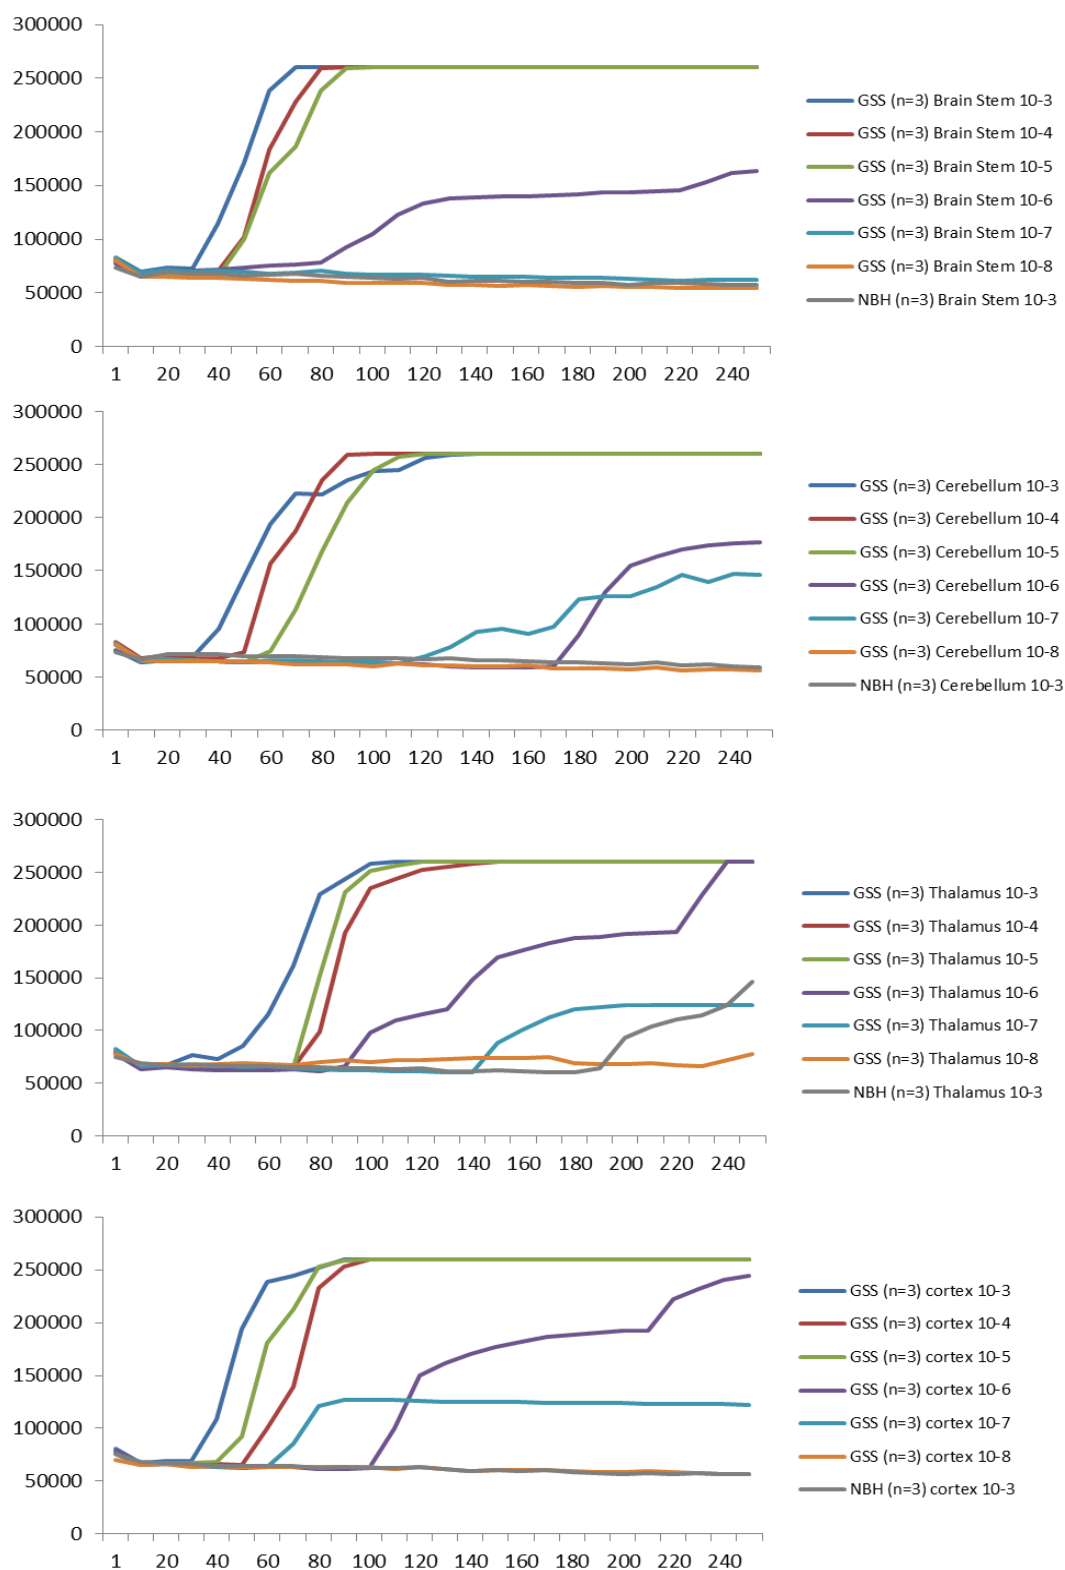 300000
250000
200000
150000
100000
50000
0
1 20 40 60 80 100 120 140 160 180 200 220 240
GSS (n=3) Brain Stem 10-3
GSS (n=3) Brain Stem 10-4
GSS (n=3) Brain Stem 10-5
GSS (n=3) Brain Stem 10-6
GSS (n=3) Brain Stem 10-7
GSS (n=3) Brain Stem 10-8
NBH (n=3) Brain Stem 10-3
300000
250000
200000
150000
100000
50000
0
1 20 40 60 80 100 120 140 160 180 200 220 240
GSS (n=3) Cerebellum 10-3
GSS (n=3) Cerebellum 10-4
GSS (n=3) Cerebellum 10-5
GSS (n=3) Cerebellum 10-6
GSS (n=3) Cerebellum 10-7
GSS (n=3) Cerebellum 10-8
NBH (n=3) Cerebellum 10-3
300000
250000
200000
150000
100000
50000
0
1 20 40 60 80 100 120 140 160 180 200 220 240
GSS (n=3) Thalamus 10-3
GSS (n=3) Thalamus 10-4
GSS (n=3) Thalamus 10-5
GSS (n=3) Thalamus 10-6
GSS (n=3) Thalamus 10-7
GSS (n=3) Thalamus 10-8
NBH (n=3) Thalamus 10-3
300000
250000
200000
150000
100000
50000
0
1 20 40 60 80 100 120 140 160 180 200 220 240
GSS (n=3) cortex 10-3
GSS (n=3) cortex 10-4
GSS (n=3) cortex 10-5
GSS (n=3) cortex 10-6
GSS (n=3) cortex 10-7
GSS (n=3) cortex 10-8
NBH (n=3) cortex 10-3